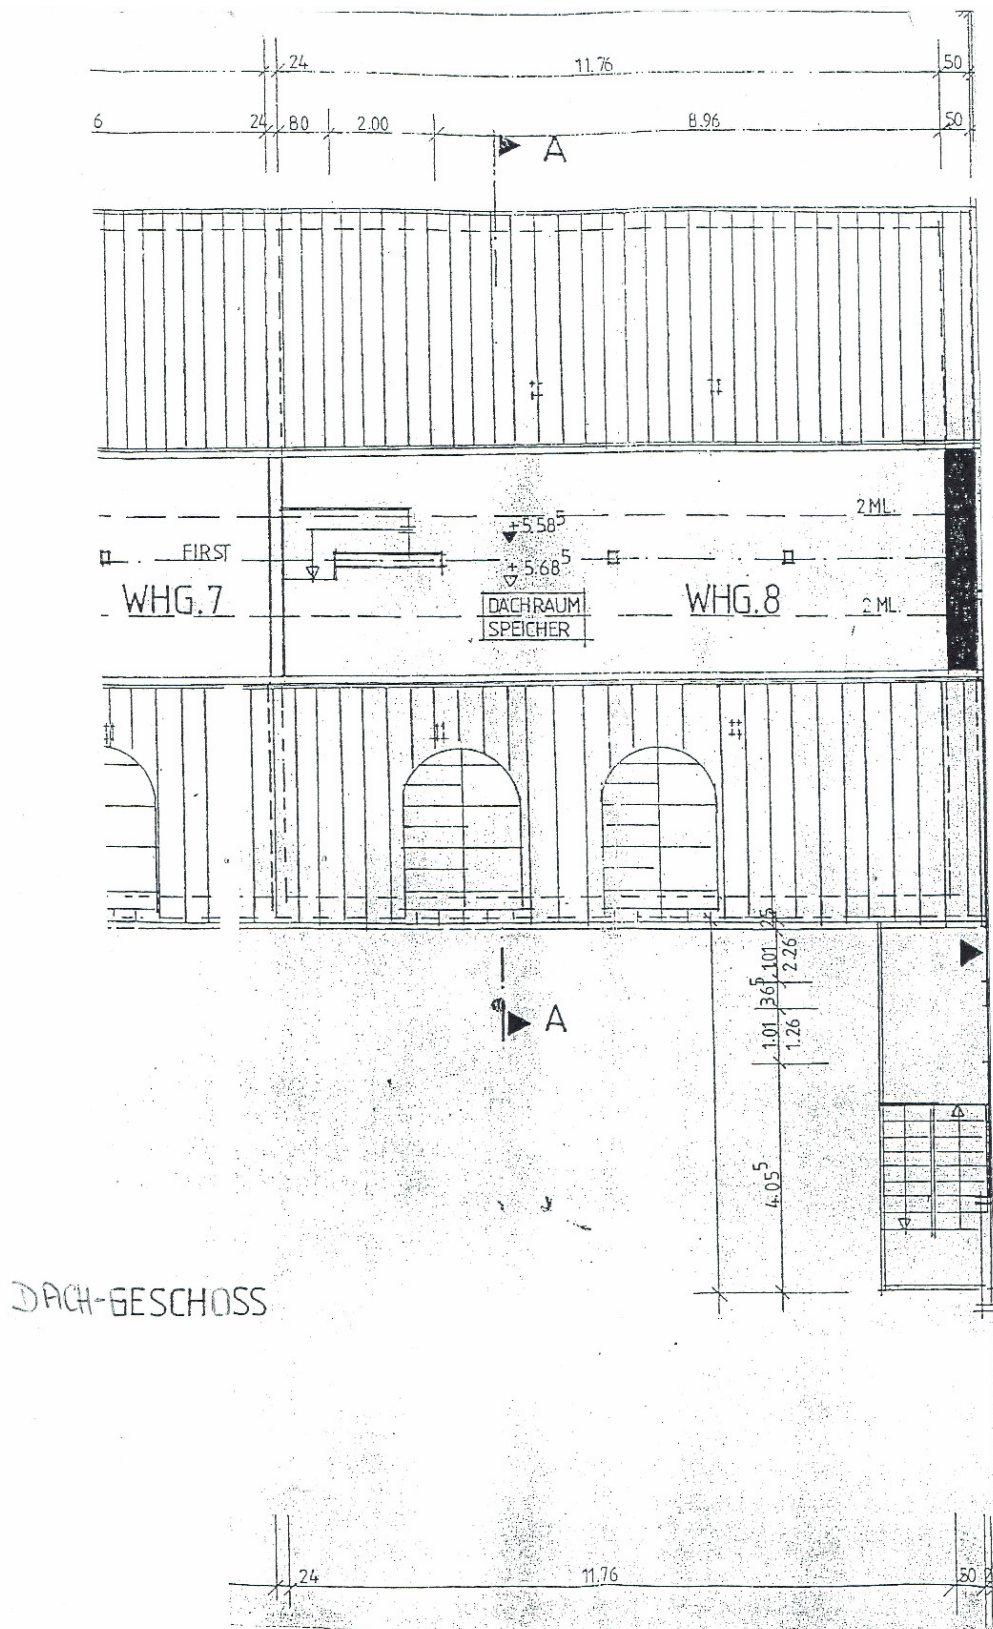 24 11.76 50
6 24 80 2.00 8.96 50
A
2 ML.
+5.58⁵
FIRST
+5.68⁵
WHG.7
DACHRAUM
SPEICHER
WHG.8
2 ML.
25
1.01 2.26
36⁵
1.01 1.26
A
4.05⁵
DACH-GESCHOSS
24 11.76 50